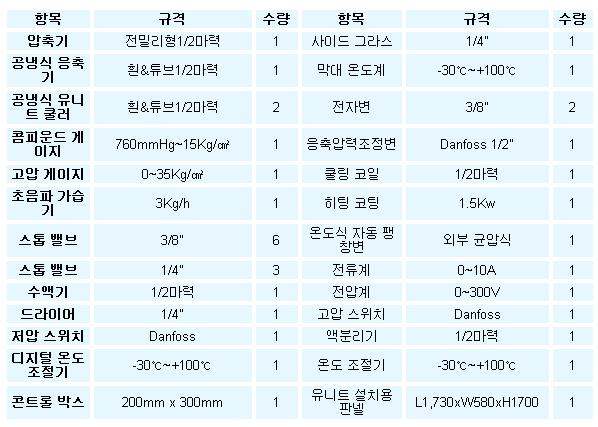 항목 규격 수량 항목 규격 수량
압축기 전밀리형1/2마력 1 사이드 그라스 1/4" 1
공냉식 응축
기 휜&튜브1/2마력 1 막대 온도계 -30℃~+100℃ 1
공냉식 유니
트 쿨러 휜&튜브1/2마력 2 전자변 3/8" 2
콤피운드 게
이지 760mmHg~15Kg/㎠ 1 응축압력조정변 Danfoss 1/2" 1
고압 게이지 0~35Kg/㎠ 1 쿨링 코일 1/2마력 1
초음파 가습
기 3Kg/h 1 히팅 코팅 1.5Kw 1
스톱 밸브 3/8" 6 온도식 자동 팽
창변 외부 균압식 1
스톱 밸브 1/4" 3 전류계 0~10A 1
수액기 1/2마력 1 전압계 0~300V 1
드라이어 1/4" 1 고압 스위치 Danfoss 1
저압 스위치 Danfoss 1 액분리기 1/2마력 1
디지털 온도
조절기 -30℃~+100℃ 1 온도 조절기 -30℃~+100℃ 1
콘트롤 박스 200mm x 300mm 1 유니트 설치용
판넬 L1,730xW580xH1700 1